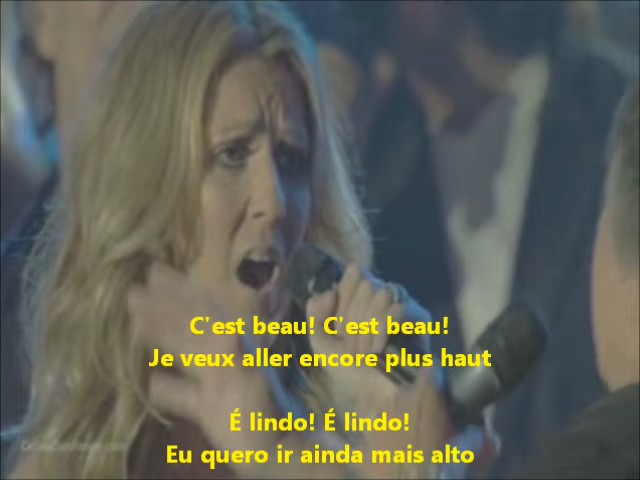 C'est beau! C'est beau!
Je veux aller encore plus haut
É lindo! É lindo!
Eu quero ir ainda mais alto